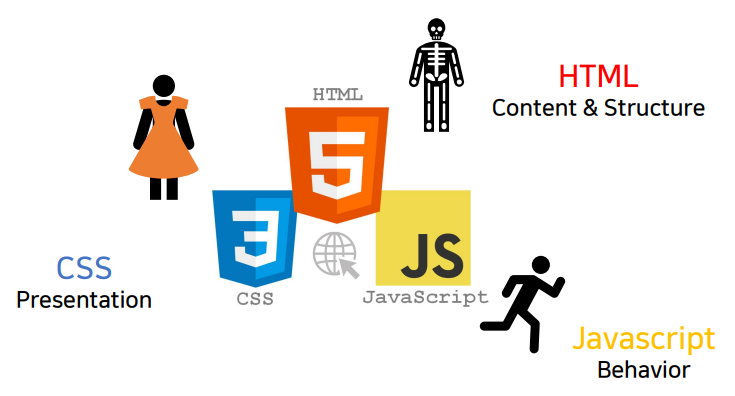 HTML
HTML
Content & Structure
5
3
JS
CSS
Presentation
CSS
JavaScript
Javascript
Behavior